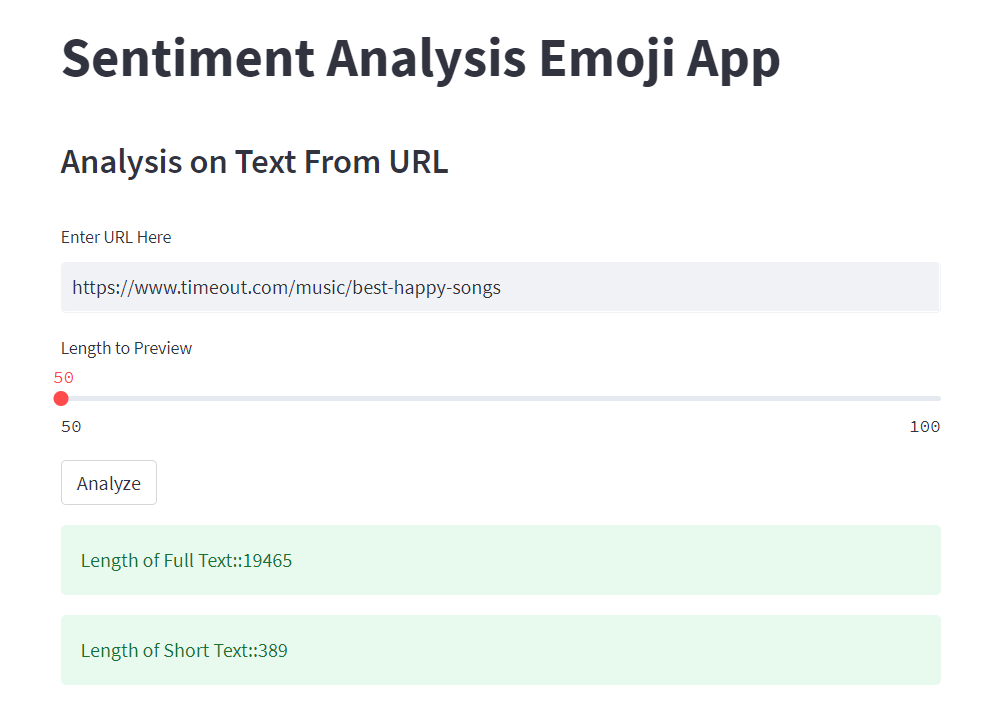 Sentiment Analysis Emoji App
Analysis on Text From URL
Enter URL Here
https://www.timeout.com/music/best-happy-songs
Length to Preview
50
50 100
Analyze
Length of Full Text::19465
Length of Short Text::389